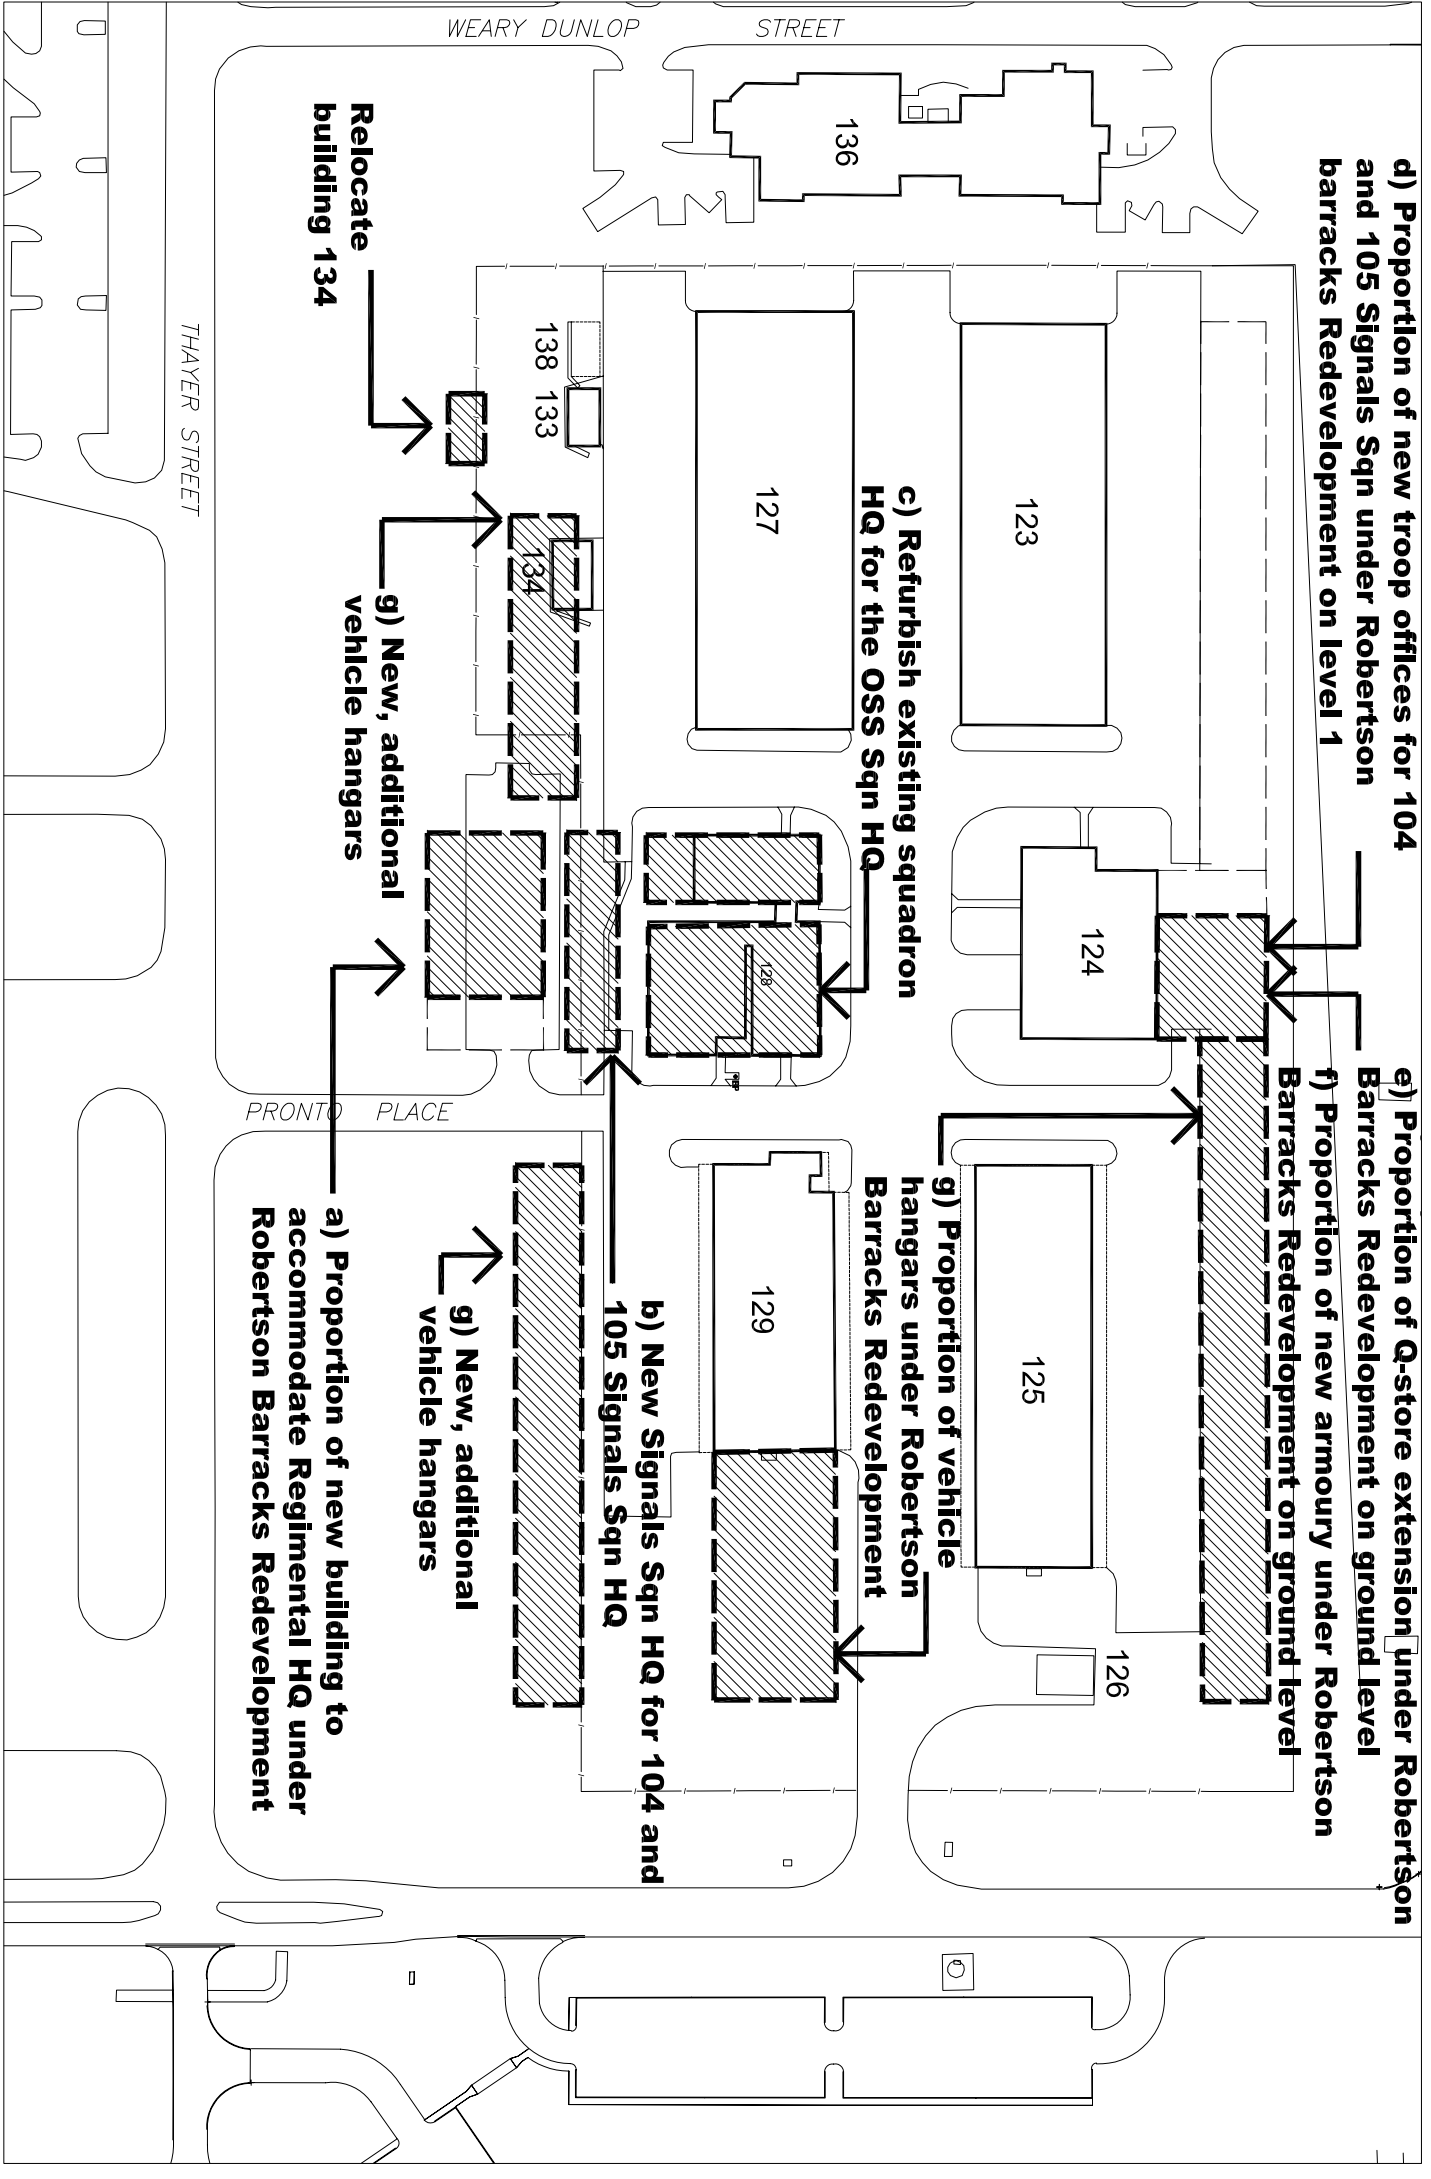 WEARY DUNLOP STREET
136
d) Proportion of new troop offices for 104
and 105 Signals Sqn under Robertson
barracks Redevelopment on level 1
Relocate
building 134
THAYER STREET
138
133
127
123
c) Refurbish existing squadron
HQ for the OSS Sqn HQ
134
g) New, additional
vehicle hangars
124
128
e) Proportion of Q-store extension under Robertson
Barracks Redevelopment on ground level
f) Proportion of new armoury under Robertson
Barracks Redevelopment on ground level
PRONTO PLACE
g) Proportion of vehicle
hangars under Robertson
Barracks Redevelopment
129
125
126
b) New Signals Sqn HQ for 104 and
105 Signals Sqn HQ
g) New, additional
vehicle hangars
a) Proportion of new building to
accommodate Regimental HQ under
Robertson Barracks Redevelopment